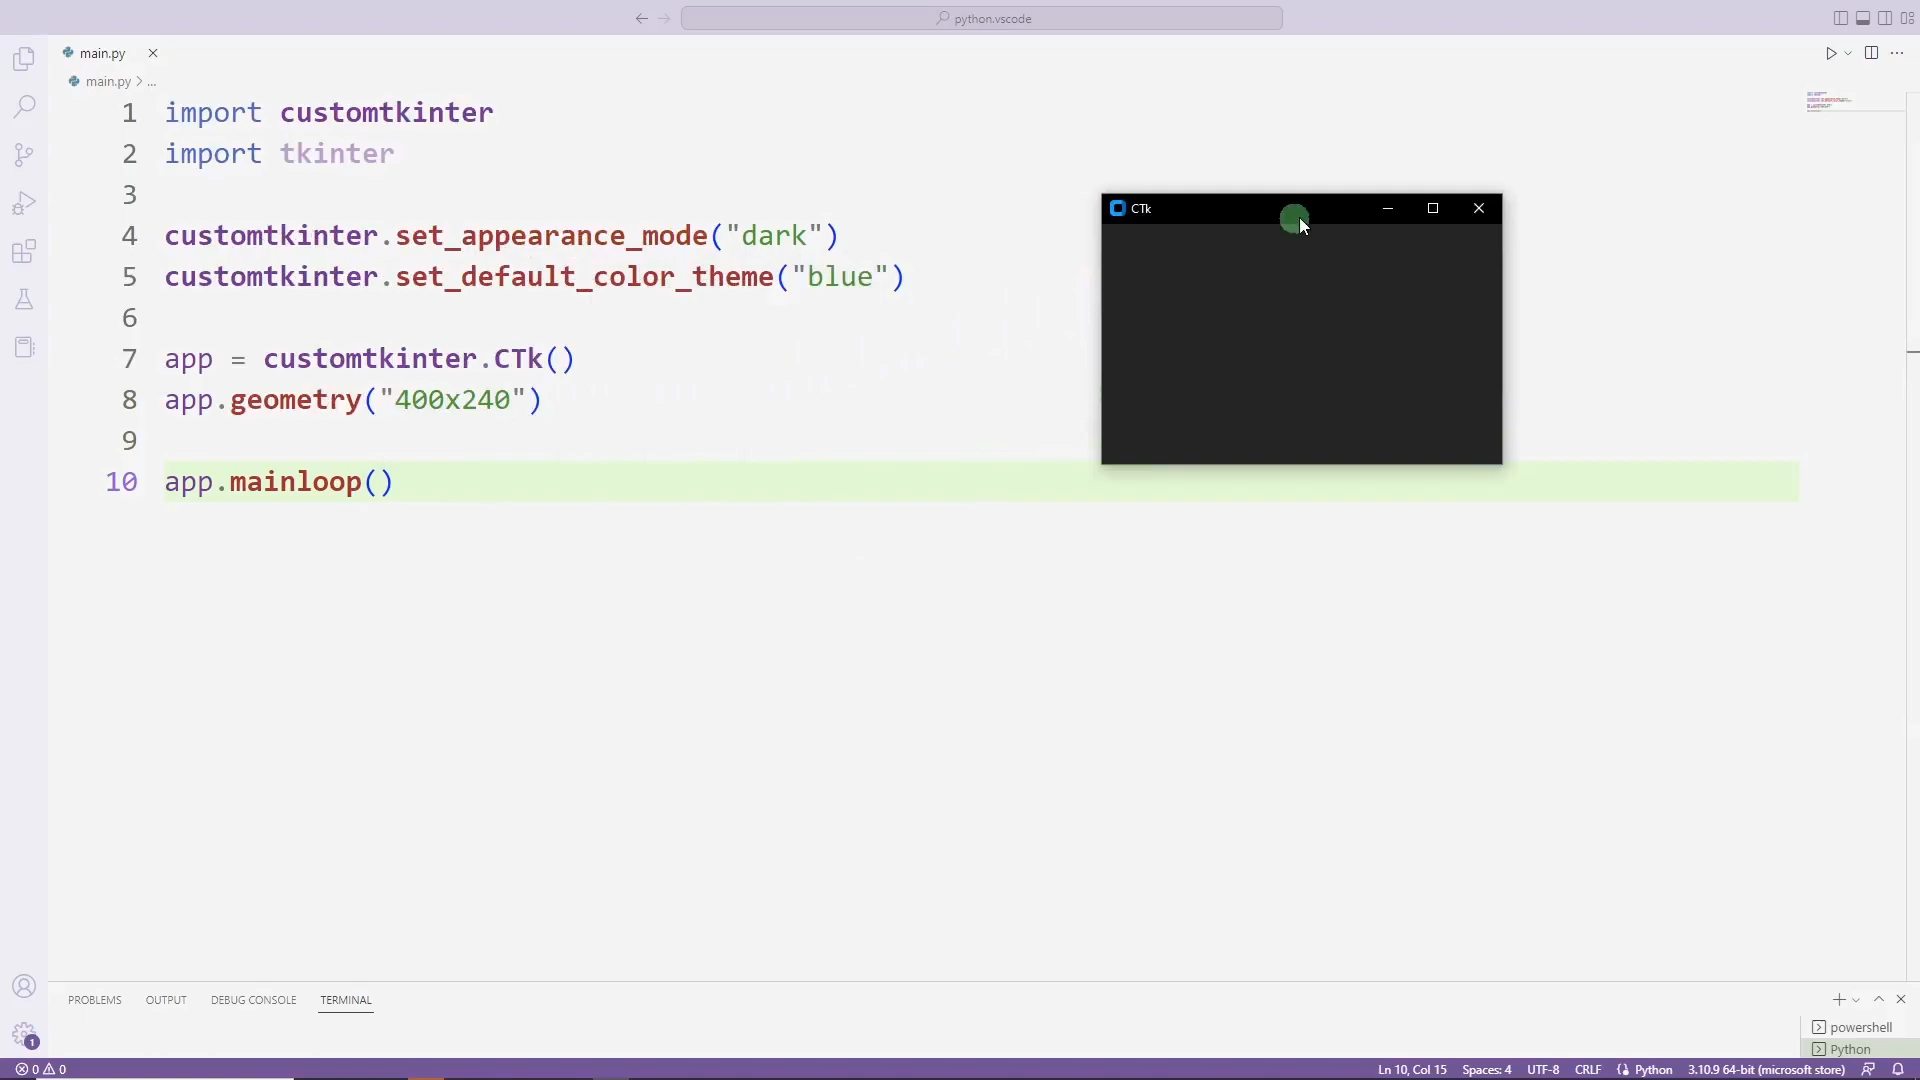 python.vscode
main.py
main.py > ...
1 import customtkinter
2 import tkinter
3
4 customtkinter.set_appearance_mode("dark")
5 customtkinter.set_default_color_theme("blue")
6
7 app = customtkinter.CTk()
8 app.geometry("400x240")
9
10 app.mainloop()
CTk
PROBLEMS OUTPUT DEBUG CONSOLE TERMINAL
powershell
Python
1
0 0 Ln 10, Col 15 Spaces: 4 UTF-8 CRLF Python 3.10.9 64-bit (microsoft store)